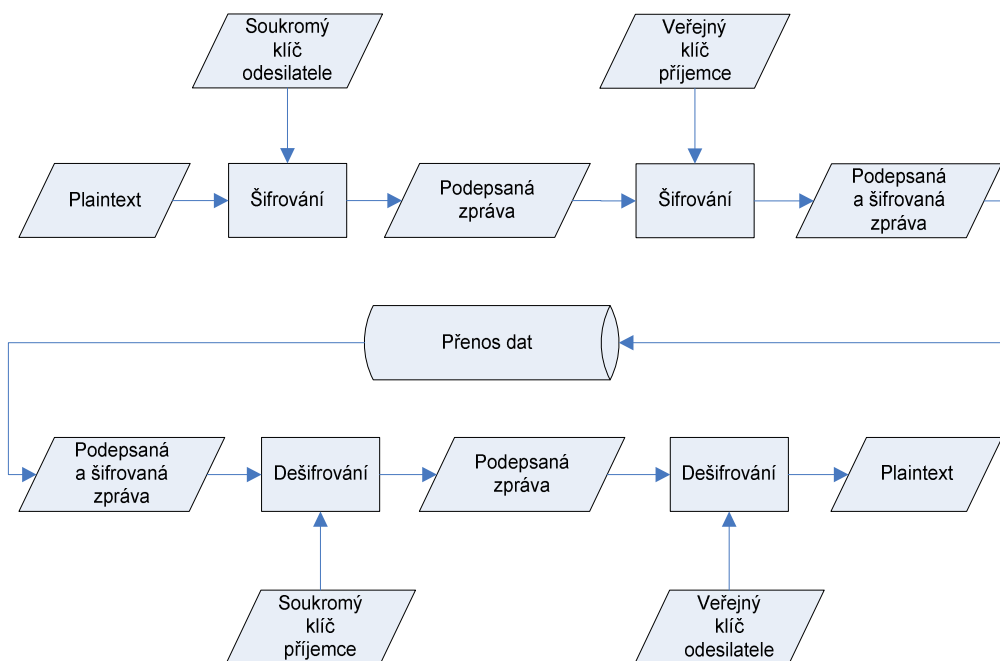 Soukromý
klíč
odesilatele
Veřejný
klíč
příjemce
Plaintext
Šifrování
Podepsaná
zpráva
Šifrování
Podepsaná
a šifrovaná
zpráva
Přenos dat
Podepsaná
a šifrovaná
zpráva
Dešifrování
Podepsaná
zpráva
Dešifrování
Plaintext
Soukromý
klíč
příjemce
Veřejný
klíč
odesilatele